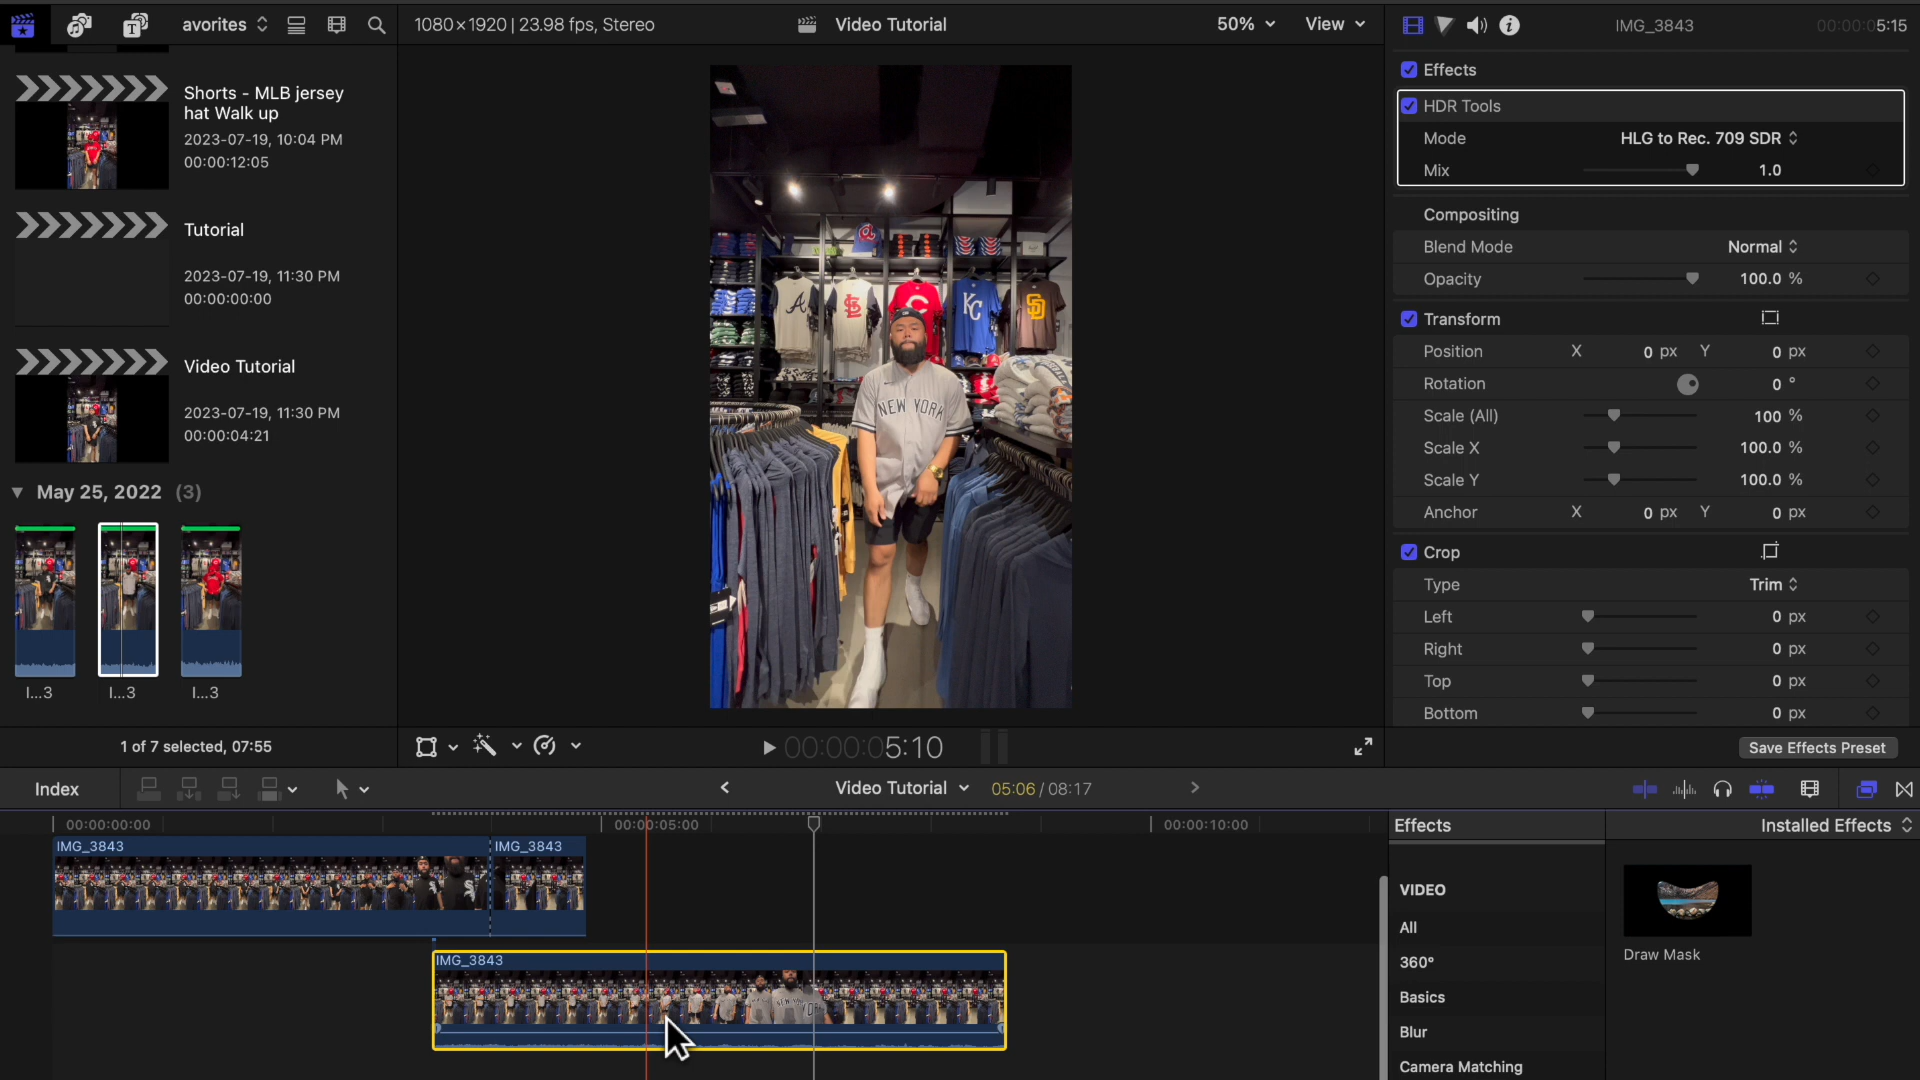 avorites
1080×1920 | 23.98 fps, Stereo
Video Tutorial
50%
View
IMG_3843
00:00:05:15
Shorts - MLB jersey
hat Walk up
2023-07-19, 10:04 PM
00:00:12:05
Tutorial
2023-07-19, 11:30 PM
00:00:00:00
Video Tutorial
2023-07-19, 11:30 PM
00:00:04:21
May 25, 2022 (3)
I...3
I...3
I...3
1 of 7 selected, 07:55
A
C
KC
SD
NEW YORK
00:00:05:10
Effects
HDR Tools
Mode HLG to Rec. 709 SDR
Mix 1.0
Compositing
Blend Mode Normal
Opacity 100.0 %
Transform
Position X 0 px Y 0 px
Rotation 0 °
Scale (All) 100 %
Scale X 100.0 %
Scale Y 100.0 %
Anchor X 0 px Y 0 px
Crop
Type Trim
Left 0 px
Right 0 px
Top 0 px
Bottom 0 px
Save Effects Preset
Index
Video Tutorial
05:06 / 08:17
00:00:00:00
00:00:05:00
00:00:10:00
IMG_3843
IMG_3843
IMG_3843
Effects
Installed Effects
VIDEO
All
360°
Basics
Blur
Camera Matching
Draw Mask